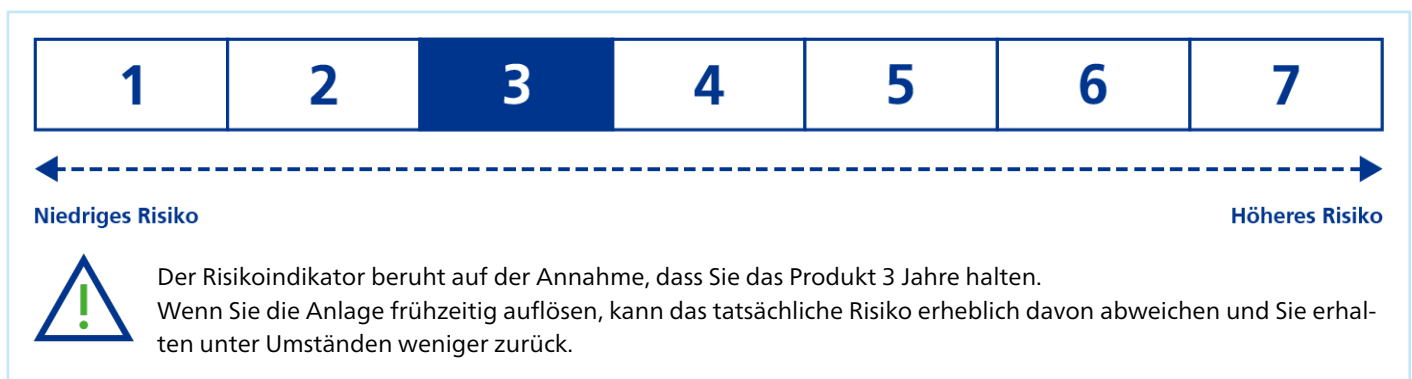 1 2 3 4 5 6 7
Niedriges Risiko Höheres Risiko
Der Risikoindikator beruht auf der Annahme, dass Sie das Produkt 3 Jahre halten.
Wenn Sie die Anlage frühzeitig auflösen, kann das tatsächliche Risiko erheblich davon abweichen und Sie erhal-
ten unter Umständen weniger zurück.